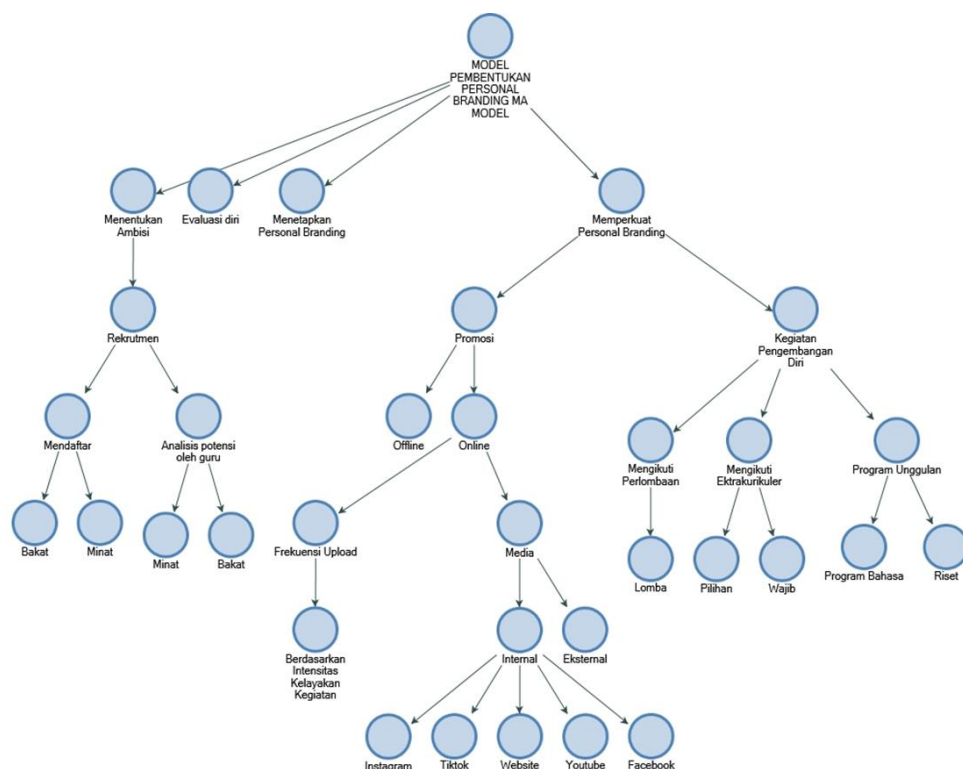 MODEL
PEMBENTUKAN
PERSONAL
BRANDING MA
MODEL
Menentukan
Ambisi
Evaluasi diri
Menetapkan
Personal Branding
Memperkuat
Personal Branding
Rekrutmen
Promosi
Kegiatan
Pengembangan
Diri
Mendaftar
Analisis potensi
oleh guru
Offline
Online
Mengikuti
Perlombaan
Mengikuti
Ektrakurikuler
Program Unggulan
Bakat
Minat
Minat
Bakat
Frekuensi Upload
Media
Lomba
Pilihan
Wajib
Program Bahasa
Riset
Berdasarkan
Intensitas
Kelayakan
Kegiatan
Internal
Eksternal
Instagram
Tiktok
Website
Youtube
Facebook